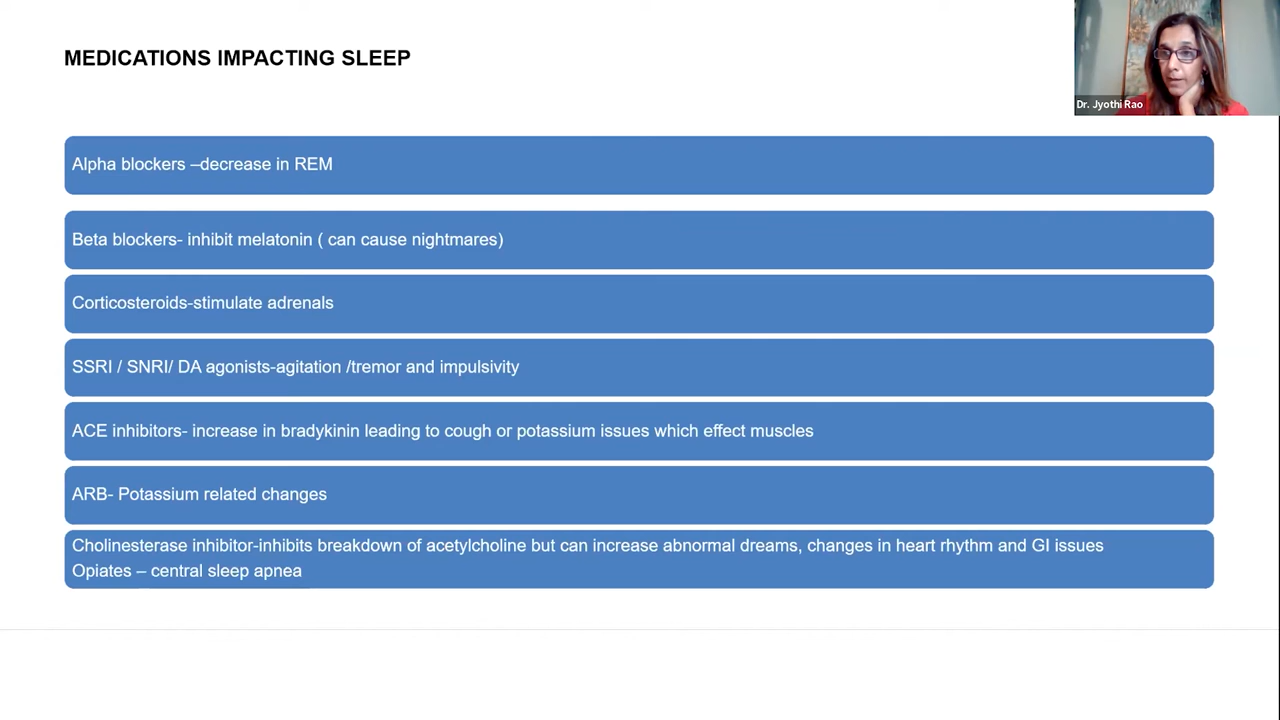 MEDICATIONS IMPACTING SLEEP
Dr. Jyothi Rao
Alpha blockers –decrease in REM
Beta blockers- inhibit melatonin ( can cause nightmares)
Corticosteroids-stimulate adrenals
SSRI / SNRI/ DA agonists-agitation /tremor and impulsivity
ACE inhibitors- increase in bradykinin leading to cough or potassium issues which effect muscles
ARB- Potassium related changes
Cholinesterase inhibitor-inhibits breakdown of acetylcholine but can increase abnormal dreams, changes in heart rhythm and GI issues
Opiates – central sleep apnea